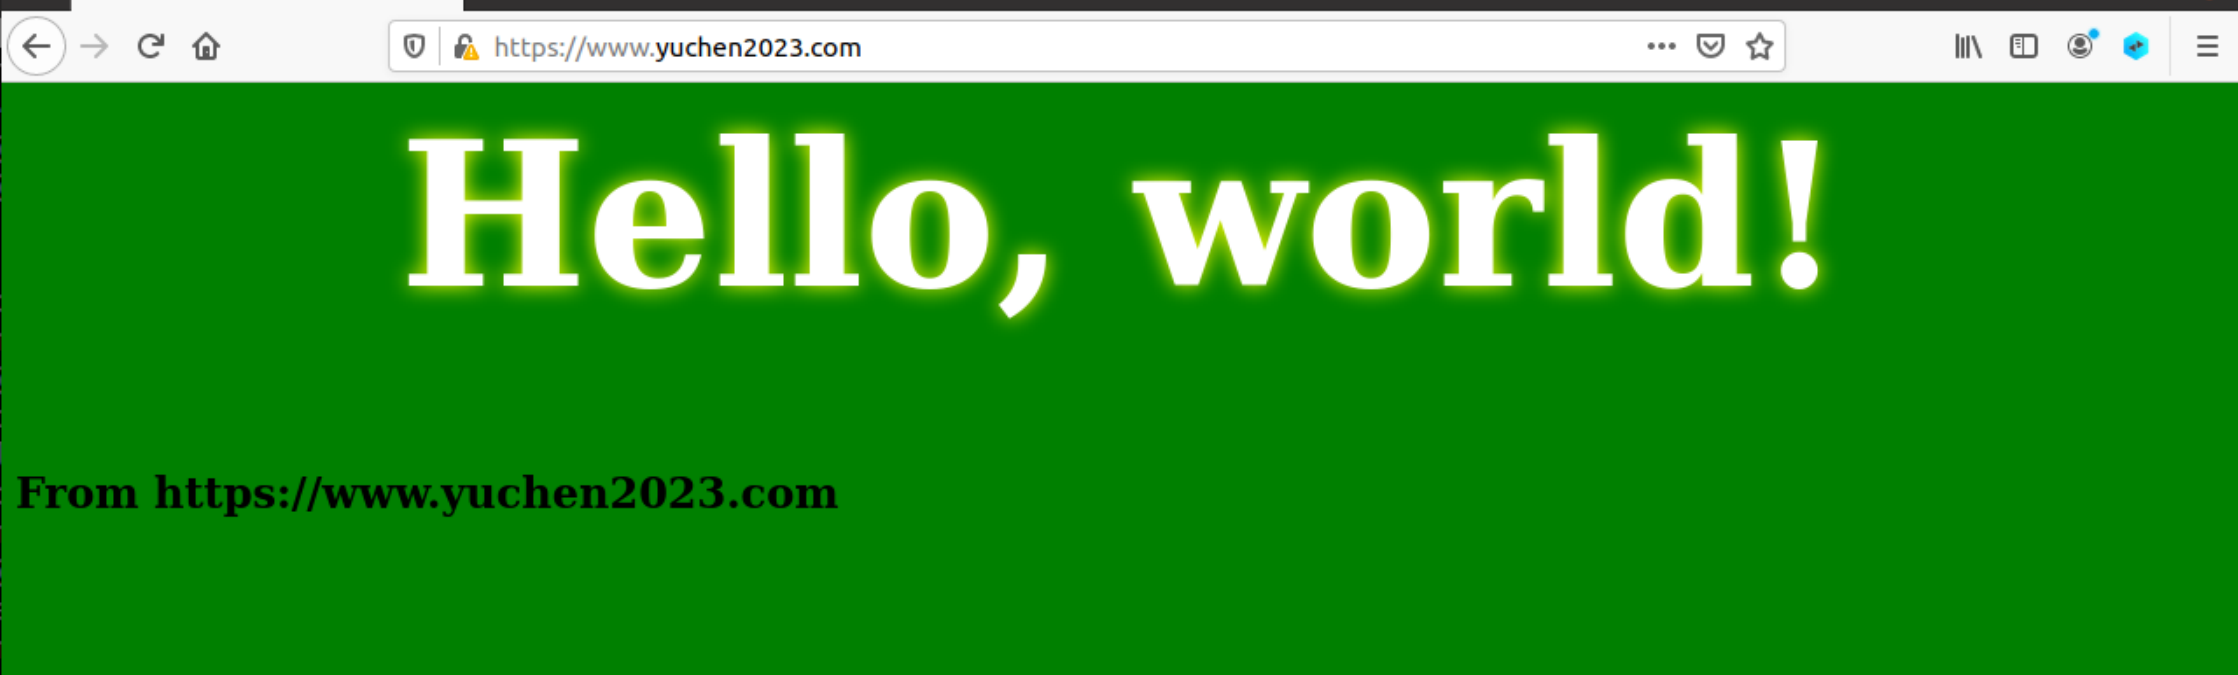 https://www.yuchen2023.com
Hello, world!
From https://www.yuchen2023.com